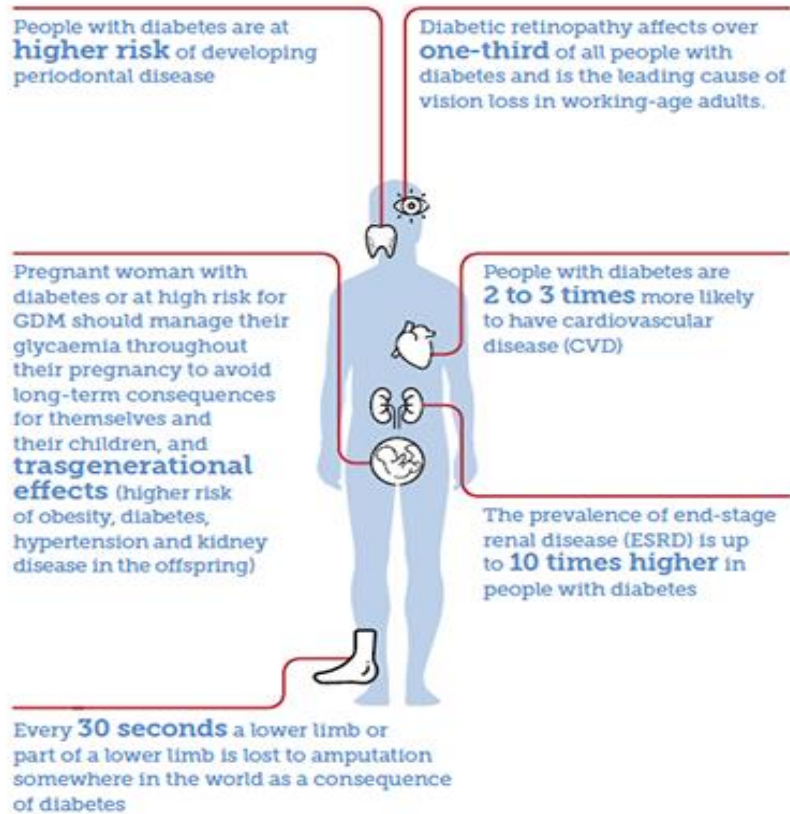 People with diabetes are at
higher risk of developing
periodontal disease
Diabetic retinopathy affects over
one-third of all people with
diabetes and is the leading cause of
vision loss in working-age adults.
Pregnant woman with
diabetes or at high risk for
GDM should manage their
glycaemia throughout
their pregnancy to avoid
long-term consequences
for themselves and
their children, and
trasgenerational
effects (higher risk
of obesity, diabetes,
hypertension and kidney
disease in the offspring)
People with diabetes are
2 to 3 times more likely
to have cardiovascular
disease (CVD)
The prevalence of end-stage
renal disease (ESRD) is up
to 10 times higher in
people with diabetes
Every 30 seconds a lower limb or
part of a lower limb is lost to amputation
somewhere in the world as a consequence
of diabetes